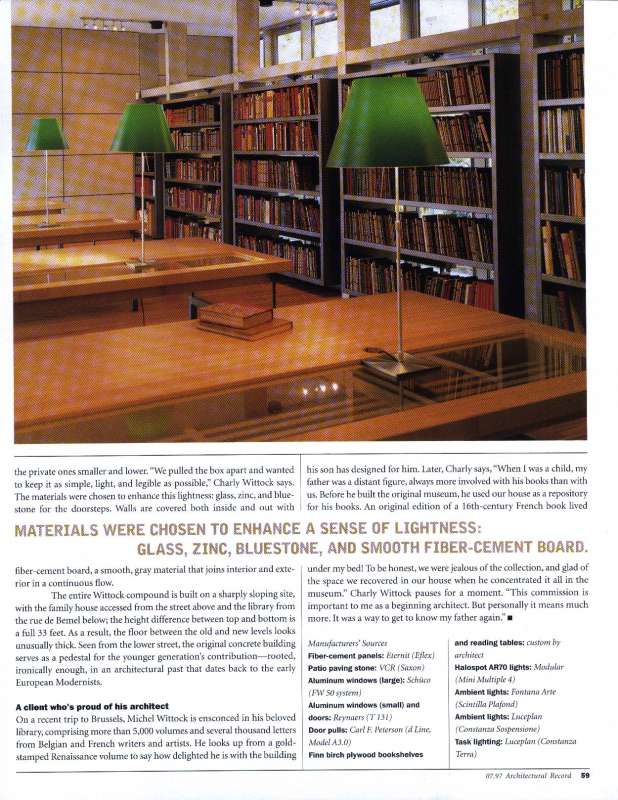 the private ones smaller and lower. “We pulled the box apart and wanted
to keep it as simple, light, and legible as possible,” Charly Wittock says.
The materials were chosen to enhance this lightness: glass, zinc, and blue-
stone for the doorsteps. Walls are covered both inside and out with
his son has designed for him. Later, Charly says, “When I was a child, my
father was a distant figure, always more involved with his books than with
us. Before he built the original museum, he used our house as a repository
for his books. An original edition of a 16th-century French book lived
MATERIALS WERE CHOSEN TO ENHANCE A SENSE OF LIGHTNESS:
GLASS, ZINC, BLUESTONE, AND SMOOTH FIBER-CEMENT BOARD.
fiber-cement board, a smooth, gray material that joins interior and exte-
rior in a continuous flow.
The entire Wittock compound is built on a sharply sloping site,
with the family house accessed from the street above and the library from
the rue de Bemel below; the height difference between top and bottom is
a full 33 feet. As a result, the floor between the old and new levels looks
unusually thick. Seen from the lower street, the original concrete building
serves as a pedestal for the younger generation’s contribution—rooted,
ironically enough, in an architectural past that dates back to the early
European Modernists.
A client who’s proud of his architect
On a recent trip to Brussels, Michel Wittock is ensconced in his beloved
library, comprising more than 5,000 volumes and several thousand letters
from Belgian and French writers and artists. He looks up from a gold-
stamped Renaissance volume to say how delighted he is with the building
under my bed! To be honest, we were jealous of the collection, and glad of
the space we recovered in our house when he concentrated it all in the
museum.” Charly Wittock pauses for a moment. “This commission is
important to me as a beginning architect. But personally it means much
more. It was a way to get to know my father again.” ■
Manufacturers’ Sources
Fiber-cement panels: Eternit (Eflex)
Patio paving stone: VCR (Saxon)
Aluminum windows (large): Schüco
(FW 50 system)
Aluminum windows (small) and
doors: Reynaers (T 131)
Door pulls: Carl F. Peterson (d Line,
Model A3.0)
Finn birch plywood bookshelves
and reading tables: custom by
architect
Halospot AR70 lights: Modular
(Mini Multiple 4)
Ambient lights: Fontana Arte
(Scintilla Plafond)
Ambient lights: Luceplan
(Constanza Sospensione)
Task lighting: Luceplan (Constanza
Terra)
07.97 Architectural Record 59